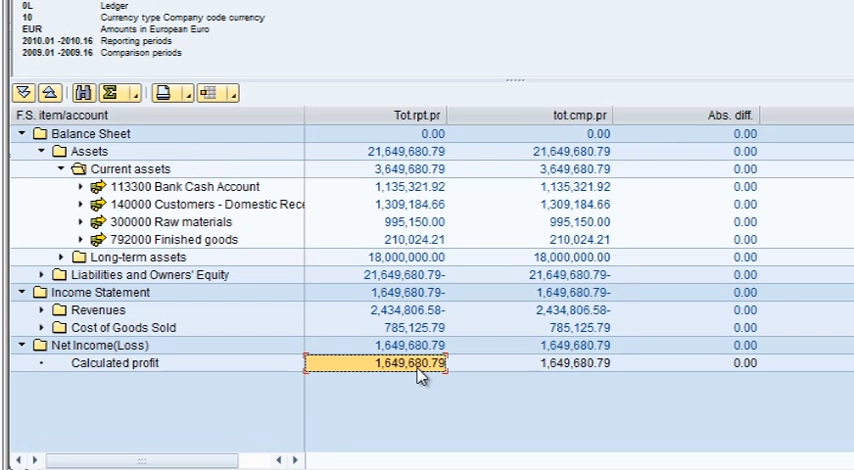 0L Ledger
10 Currency type Company code currency
EUR Amounts in European Euro
2010.01 -2010.16 Reporting periods
2009.01 -2009.16 Comparison periods
F.S. item/account Tot.rpt.pr tot.cmp.pr Abs. diff.
Balance Sheet 0.00 0.00 0.00
Assets 21,649,680.79 21,649,680.79 0.00
Current assets 3,649,680.79 3,649,680.79 0.00
113300 Bank Cash Account 1,135,321.92 1,135,321.92 0.00
140000 Customers - Domestic Rece 1,309,184.66 1,309,184.66 0.00
300000 Raw materials 995,150.00 995,150.00 0.00
792000 Finished goods 210,024.21 210,024.21 0.00
Long-term assets 18,000,000.00 18,000,000.00 0.00
Liabilities and Owners' Equity 21,649,680.79- 21,649,680.79- 0.00
Income Statement 1,649,680.79- 1,649,680.79- 0.00
Revenues 2,434,806.58- 2,434,806.58- 0.00
Cost of Goods Sold 785,125.79 785,125.79 0.00
Net Income(Loss) 1,649,680.79 1,649,680.79 0.00
Calculated profit 1,649,680.79 1,649,680.79 0.00